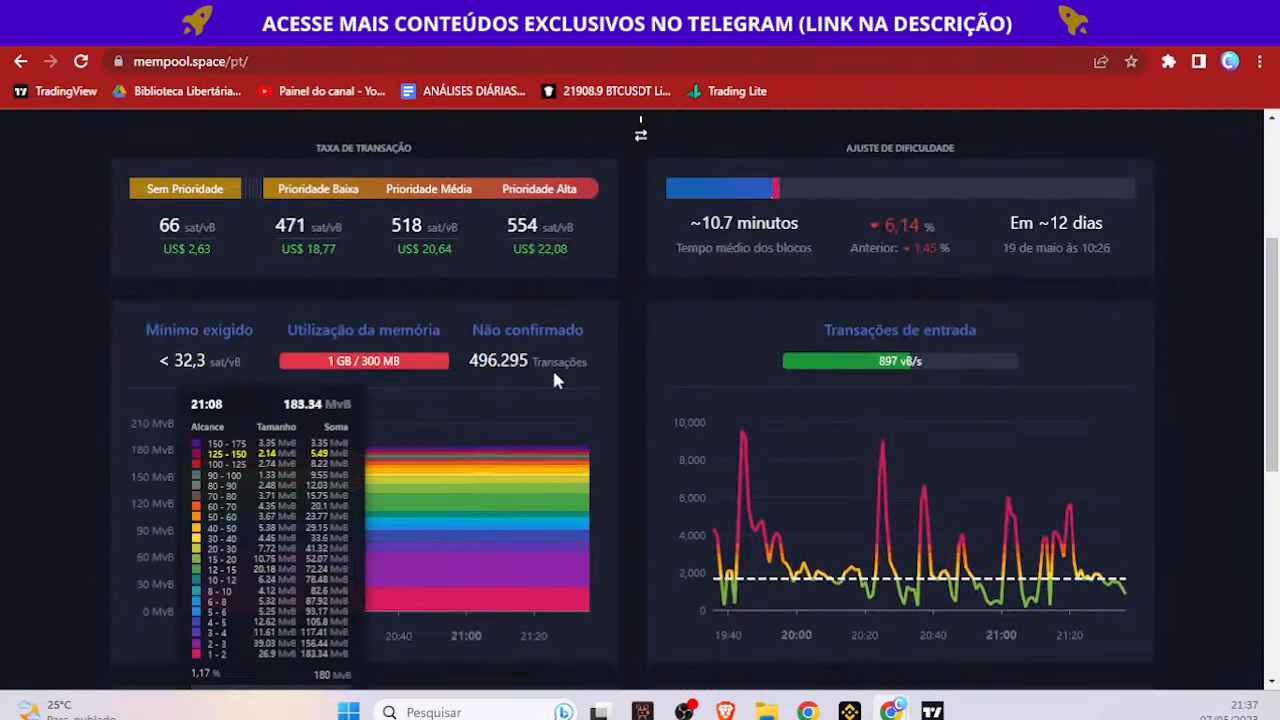 ACESSE MAIS CONTEÚDOS EXCLUSIVOS NO TELEGRAM (LINK NA DESCRIÇÃO)
mempool.space/pt/
TradingView Biblioteca Libertária... Painel do canal - Yo... ANÁLISES DIÁRIAS... 21908.9 BTCUSDT Li... Trading Lite
TAXA DE TRANSAÇÃO
Sem Prioridade Prioridade Baixa Prioridade Média Prioridade Alta
66 sat/vB 471 sat/vB 518 sat/vB 554 sat/vB
US$ 2,63 US$ 18,77 US$ 20,64 US$ 22,08
AJUSTE DE DIFICULDADE
~10.7 minutos 6,14 % Em ~12 dias
Tempo médio dos blocos Anterior: 1,45 % 19 de maio às 10:26
Mínimo exigido Utilização da memória Não confirmado
< 32,3 sat/vB 1 GB / 300 MB 496.295 Transações
210 MvB
180 MvB
150 MvB
120 MvB
90 MvB
60 MvB
30 MvB
0 MvB
21:08 183.34 MvB
Alcance Tamanho Soma
150 - 175 3.35 MvB 3.35 MvB
125 - 150 2.14 MvB 5.49 MvB
100 - 125 2.74 MvB 8.22 MvB
90 - 100 1.33 MvB 9.55 MvB
80 - 90 2.48 MvB 12.03 MvB
70 - 80 3.71 MvB 15.75 MvB
60 - 70 4.35 MvB 20.1 MvB
50 - 60 3.67 MvB 23.77 MvB
40 - 50 5.38 MvB 29.15 MvB
30 - 40 4.45 MvB 33.6 MvB
20 - 30 7.72 MvB 41.32 MvB
15 - 20 10.75 MvB 52.07 MvB
12 - 15 20.18 MvB 72.24 MvB
10 - 12 6.24 MvB 78.48 MvB
8 - 10 4.12 MvB 82.6 MvB
6 - 8 5.32 MvB 87.92 MvB
5 - 6 5.25 MvB 93.17 MvB
4 - 5 12.62 MvB 105.8 MvB
3 - 4 11.61 MvB 117.41 MvB
2 - 3 39.03 MvB 156.44 MvB
1 - 2 26.9 MvB 183.34 MvB
1,17 % 180 MvB
20:40 21:00 21:20
Transações de entrada
897 vB/s
10,000
8,000
6,000
4,000
2,000
0
19:40 20:00 20:20 20:40 21:00 21:20
25°C
Pesquisar
21:37
07/05/2023